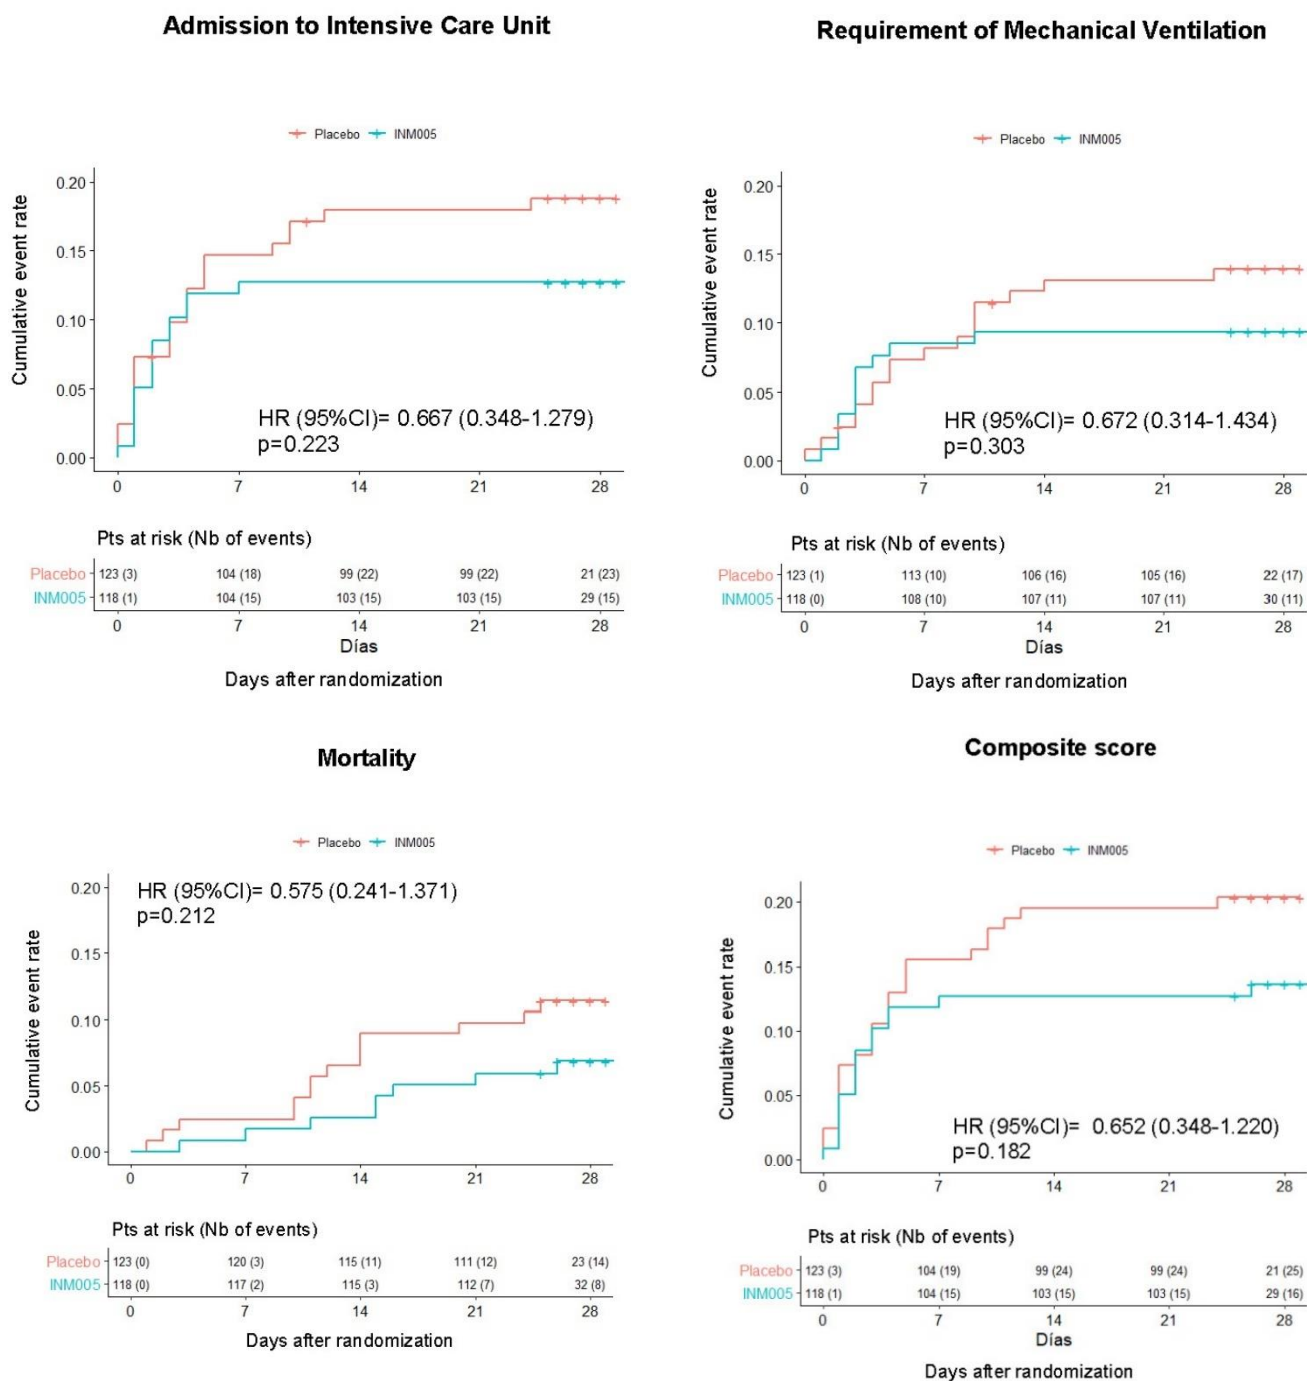 Admission to Intensive Care Unit
Placebo INM005
Cumulative event rate
0.20
0.15
0.10
0.05
0.00
HR (95%CI)= 0.667 (0.348-1.279)
p=0.223
0 7 14 21 28
Pts at risk (Nb of events)
Placebo 123 (3) 104 (18) 99 (22) 99 (22) 21 (23)
INM005 118 (1) 104 (15) 103 (15) 103 (15) 29 (15)
0 7 14 21 28
Días
Days after randomization
Requirement of Mechanical Ventilation
Placebo INM005
Cumulative event rate
0.20
0.15
0.10
0.05
0.00
HR (95%CI)= 0.672 (0.314-1.434)
p=0.303
0 7 14 21 28
Pts at risk (Nb of events)
Placebo 123 (1) 113 (10) 106 (16) 105 (16) 22 (17)
INM005 118 (0) 108 (10) 107 (11) 107 (11) 30 (11)
0 7 14 21 28
Días
Days after randomization
Mortality
Placebo INM005
HR (95%CI)= 0.575 (0.241-1.371)
p=0.212
Cumulative event rate
0.20
0.15
0.10
0.05
0.00
0 7 14 21 28
Pts at risk (Nb of events)
Placebo 123 (0) 120 (3) 115 (11) 111 (12) 23 (14)
INM005 118 (0) 117 (2) 115 (3) 112 (7) 32 (8)
0 7 14 21 28
Days after randomization
Composite score
Placebo INM005
Cumulative event rate
0.20
0.15
0.10
0.05
0.00
HR (95%CI)= 0.652 (0.348-1.220)
p=0.182
0 7 14 21 28
Pts at risk (Nb of events)
Placebo 123 (3) 104 (19) 99 (24) 99 (24) 21 (25)
INM005 118 (1) 104 (15) 103 (15) 103 (15) 29 (16)
0 7 14 21 28
Días
Days after randomization